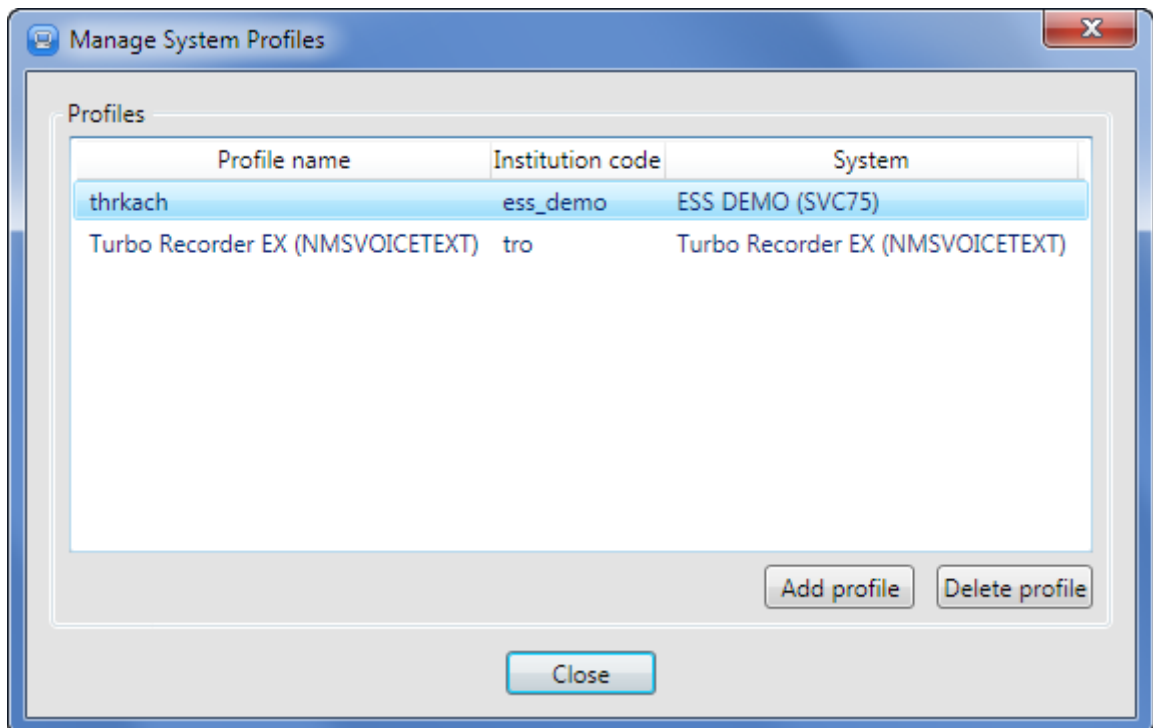 Manage System Profiles
Profiles
Profile name Institution code System
thrkach ess_demo ESS DEMO (SVC75)
Turbo Recorder EX (NMSVOICETEXT) tro Turbo Recorder EX (NMSVOICETEXT)
Add profile Delete profile
Close